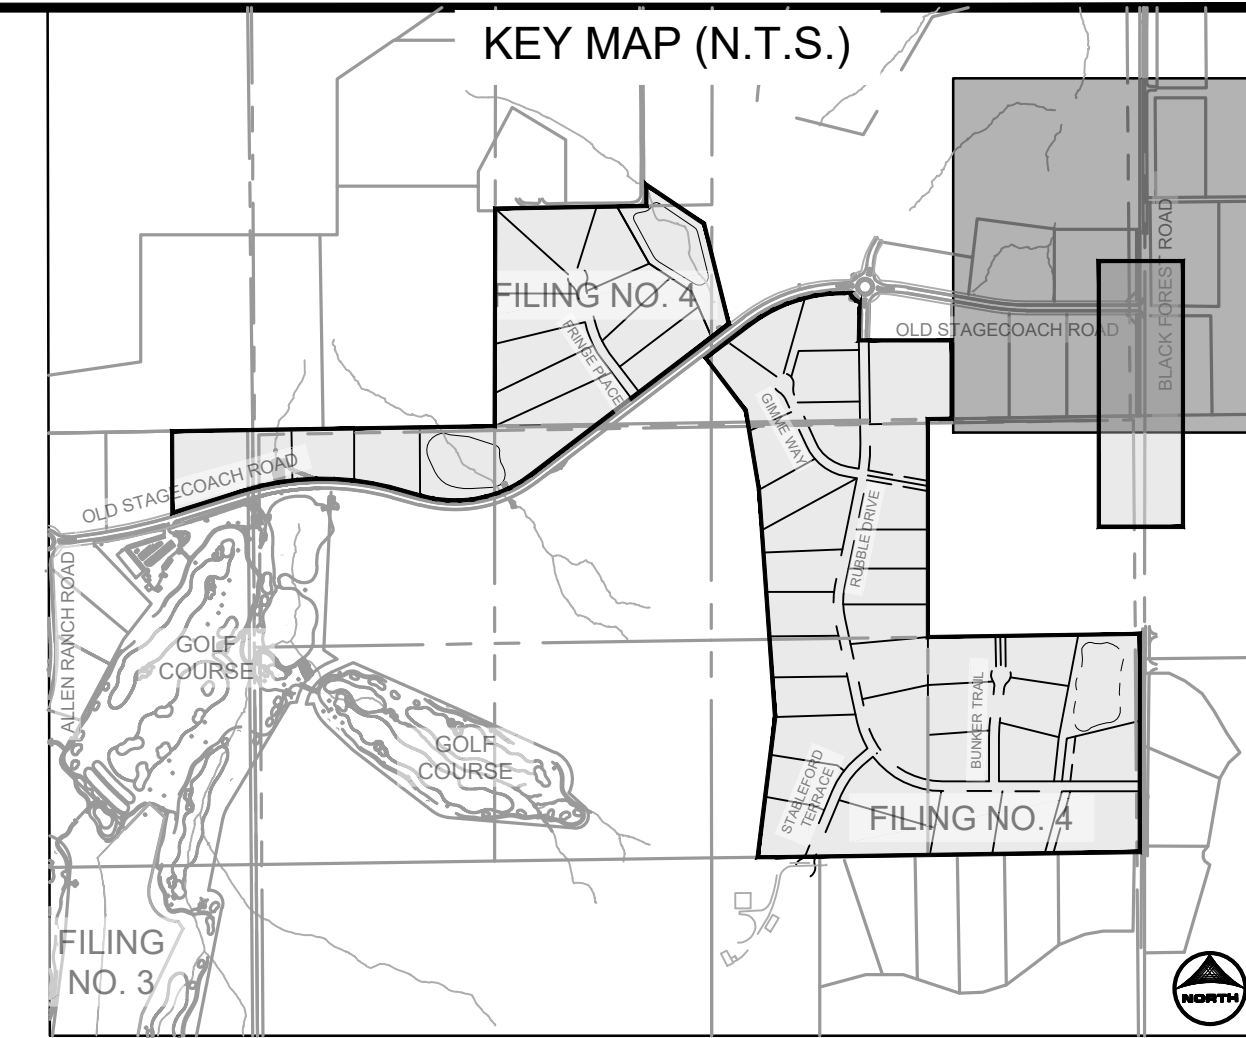 KEY MAP (N.T.S.)
BLACK FOREST ROAD
FILING NO. 4
OLD STAGECOACH ROAD
FRINGE PLACE
GIMME WAY
OLD STAGECOACH ROAD
RUBBLE DRIVE
ALLEN RANCH ROAD
GOLF
COURSE
BUNKER TRAIL
GOLF
COURSE
STABLEFORD
TERRACE
FILING NO. 4
FILING
NO. 3
NORTH